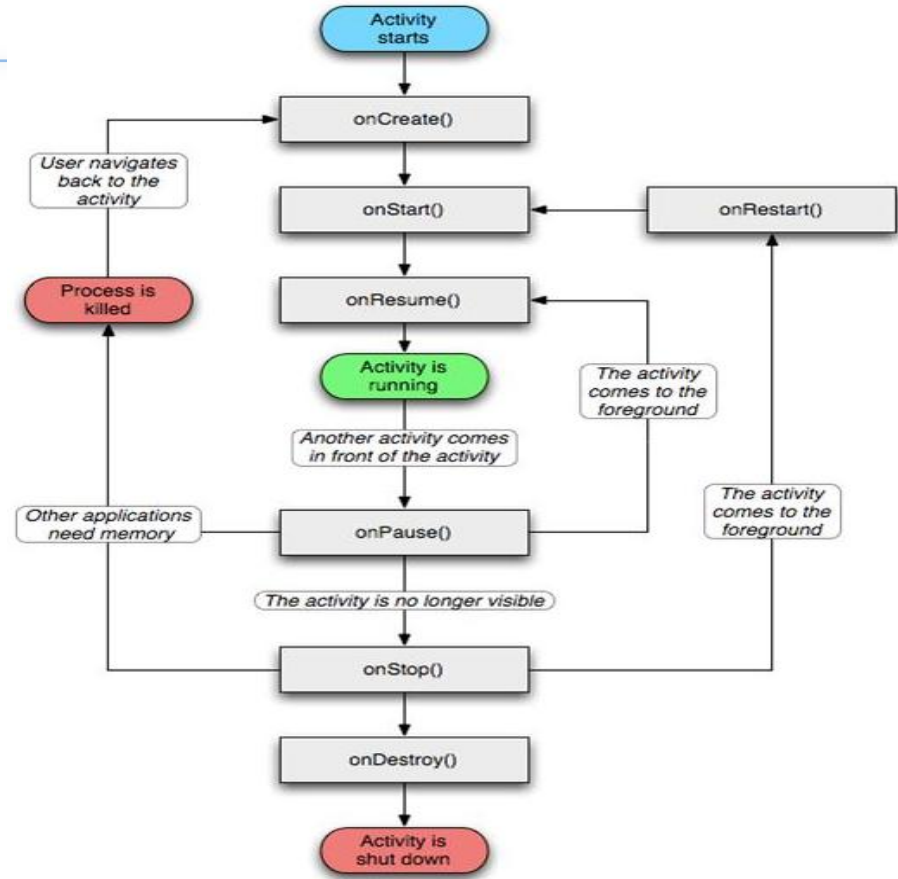 Activity
starts
onCreate()
User navigates
back to the
activity
onStart()
onRestart()
Process is
killed
onResume()
Activity is
running
The activity
comes to the
foreground
Another activity comes
in front of the activity
The activity
comes to the
foreground
Other applications
need memory
onPause()
The activity is no longer visible
onStop()
onDestroy()
Activity is
shut down